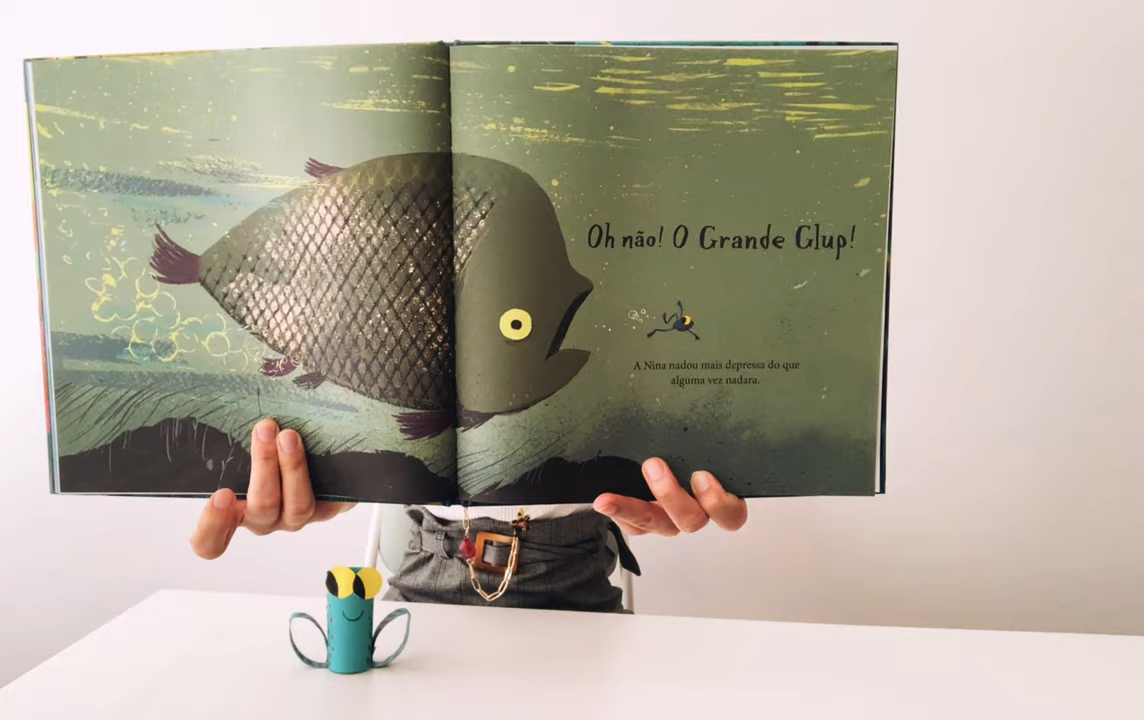 Oh não! O Grande Glup!
A Nina nadou mais depressa do que
alguma vez nadara.